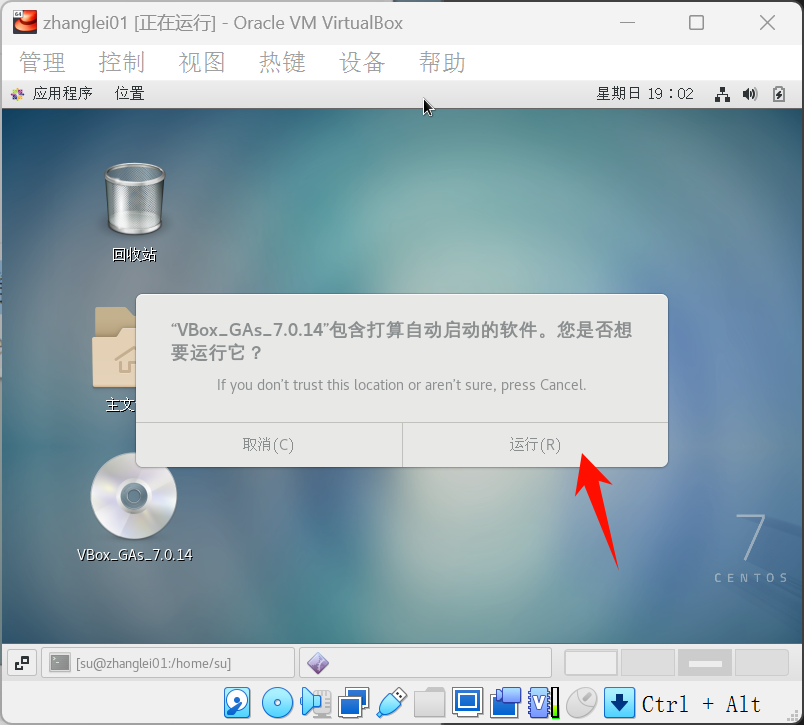 64
zhanglei01 [正在运行] - Oracle VM VirtualBox
管理 控制 视图 热键 设备 帮助
应用程序 位置 星期日 19：02
回收站
“VBox_GAs_7.0.14”包含打算自动启动的软件。您是否想
要运行它？
If you don't trust this location or aren't sure, press Cancel.
主文
取消(C) 运行(R)
VBox_GAs_7.0.14
7
CENTOS
[su@zhanglei01:/home/su]
V
Ctrl + Alt